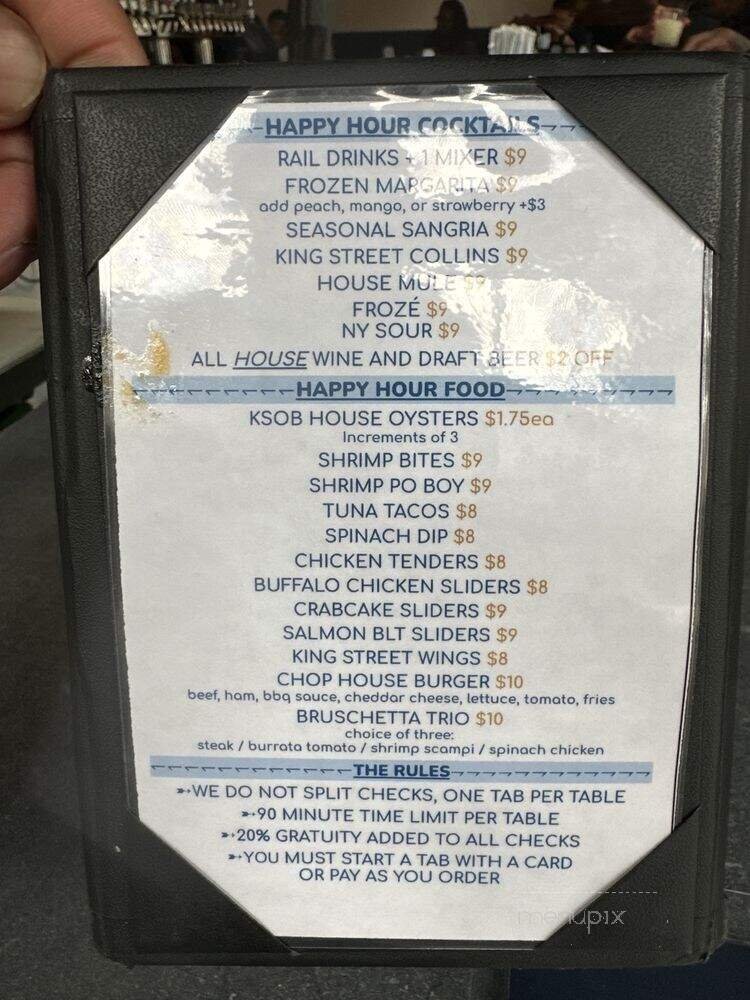 HAPPY HOUR COCKTAILS
RAIL DRINKS + 1 MIXER $9
FROZEN MARGARITA $9
add peach, mango, or strawberry +$3
SEASONAL SANGRIA $9
KING STREET COLLINS $9
HOUSE MULE $9
FROZÉ $9
NY SOUR $9
ALL HOUSE WINE AND DRAFT BEER $2 OFF
HAPPY HOUR FOOD
KSOB HOUSE OYSTERS $1.75ea
Increments of 3
SHRIMP BITES $9
SHRIMP PO BOY $9
TUNA TACOS $8
SPINACH DIP $8
CHICKEN TENDERS $8
BUFFALO CHICKEN SLIDERS $8
CRABCAKE SLIDERS $9
SALMON BLT SLIDERS $9
KING STREET WINGS $8
CHOP HOUSE BURGER $10
beef, ham, bbq sauce, cheddar cheese, lettuce, tomato, fries
BRUSCHETTA TRIO $10
choice of three:
steak / burrata tomato / shrimp scampi / spinach chicken
THE RULES
➳WE DO NOT SPLIT CHECKS, ONE TAB PER TABLE
➳90 MINUTE TIME LIMIT PER TABLE
➳20% GRATUITY ADDED TO ALL CHECKS
➳YOU MUST START A TAB WITH A CARD
OR PAY AS YOU ORDER
menupix